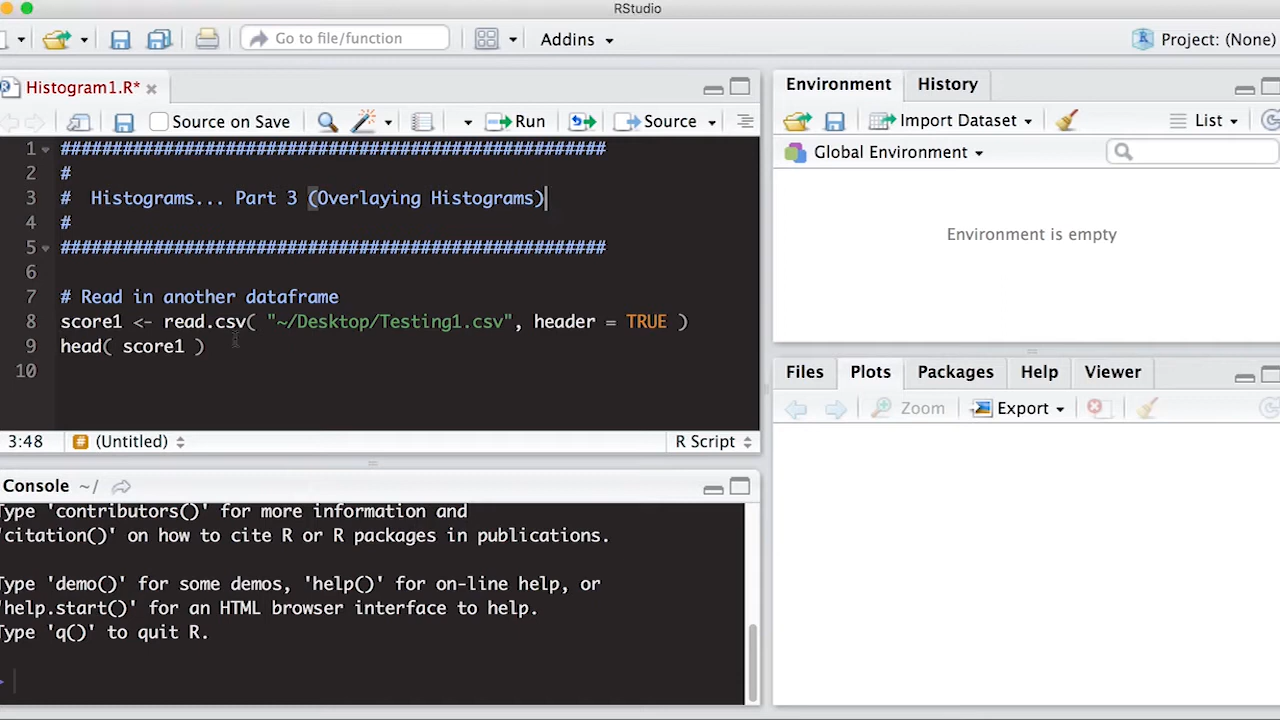 RStudio
Go to file/function
Addins
Project: (None)
Histogram1.R*
Source on Save
Run
Source
1 #####################################################
2 #
3 # Histograms... Part 3 (Overlaying Histograms)
4 #
5 #####################################################
6
7 # Read in another dataframe
8 score1 <- read.csv( "~/Desktop/Testing1.csv", header = TRUE )
9 head( score1 )
10
3:48
(Untitled)
R Script
Console ~/
Type 'contributors()' for more information and
'citation()' on how to cite R or R packages in publications.
Type 'demo()' for some demos, 'help()' for on-line help, or
'help.start()' for an HTML browser interface to help.
Type 'q()' to quit R.
>
Environment
History
Import Dataset
List
Global Environment
Environment is empty
Files
Plots
Packages
Help
Viewer
Zoom
Export